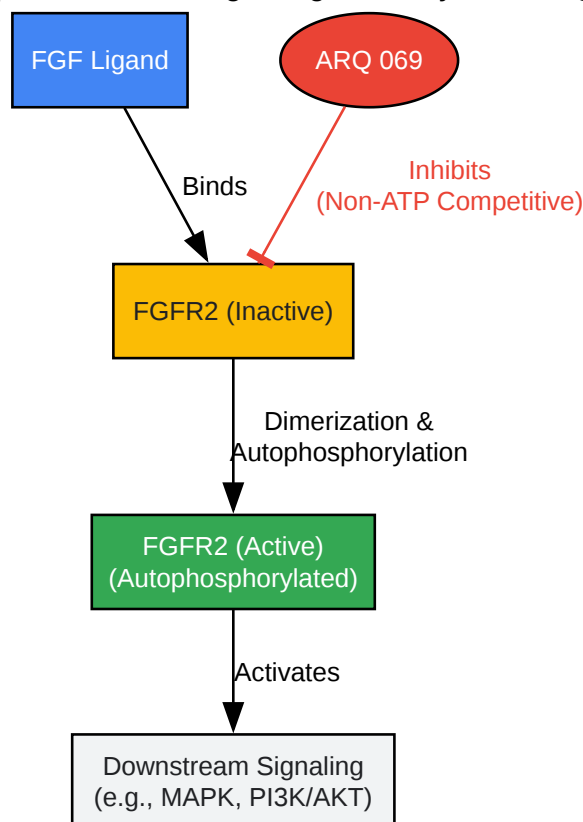 FGF Ligand
ARQ 069
Binds
Inhibits
(Non-ATP Competitive)
FGFR2 (Inactive)
Dimerization &
Autophosphorylation
FGFR2 (Active)
(Autophosphorylated)
Activates
Downstream Signaling
(e.g., MAPK, PI3K/AKT)